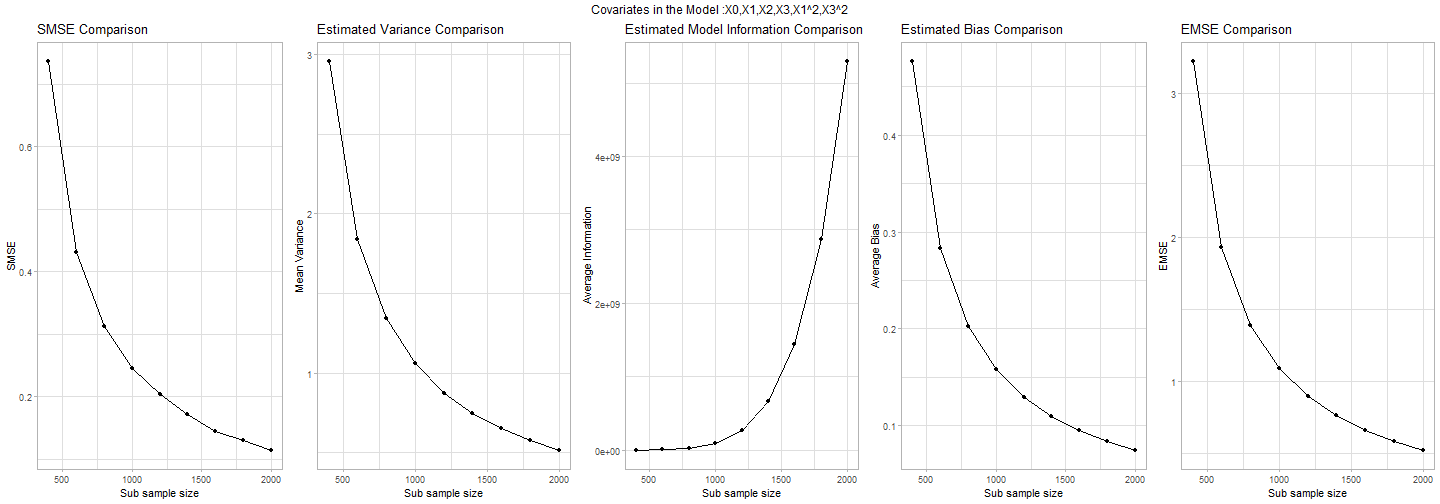 Covariates in the Model :X0,X1,X2,X3,X1^2,X3^2
SMSE Comparison
SMSE
0.6
0.4
0.2
500
1000
1500
2000
Sub sample size
Estimated Variance Comparison
Mean Variance
3
2
1
500
1000
1500
2000
Sub sample size
Estimated Model Information Comparison
Average Information
4e+09
2e+09
0e+00
500
1000
1500
2000
Sub sample size
Estimated Bias Comparison
Average Bias
0.4
0.3
0.2
0.1
500
1000
1500
2000
Sub sample size
EMSE Comparison
EMSE
3
2
1
500
1000
1500
2000
Sub sample size